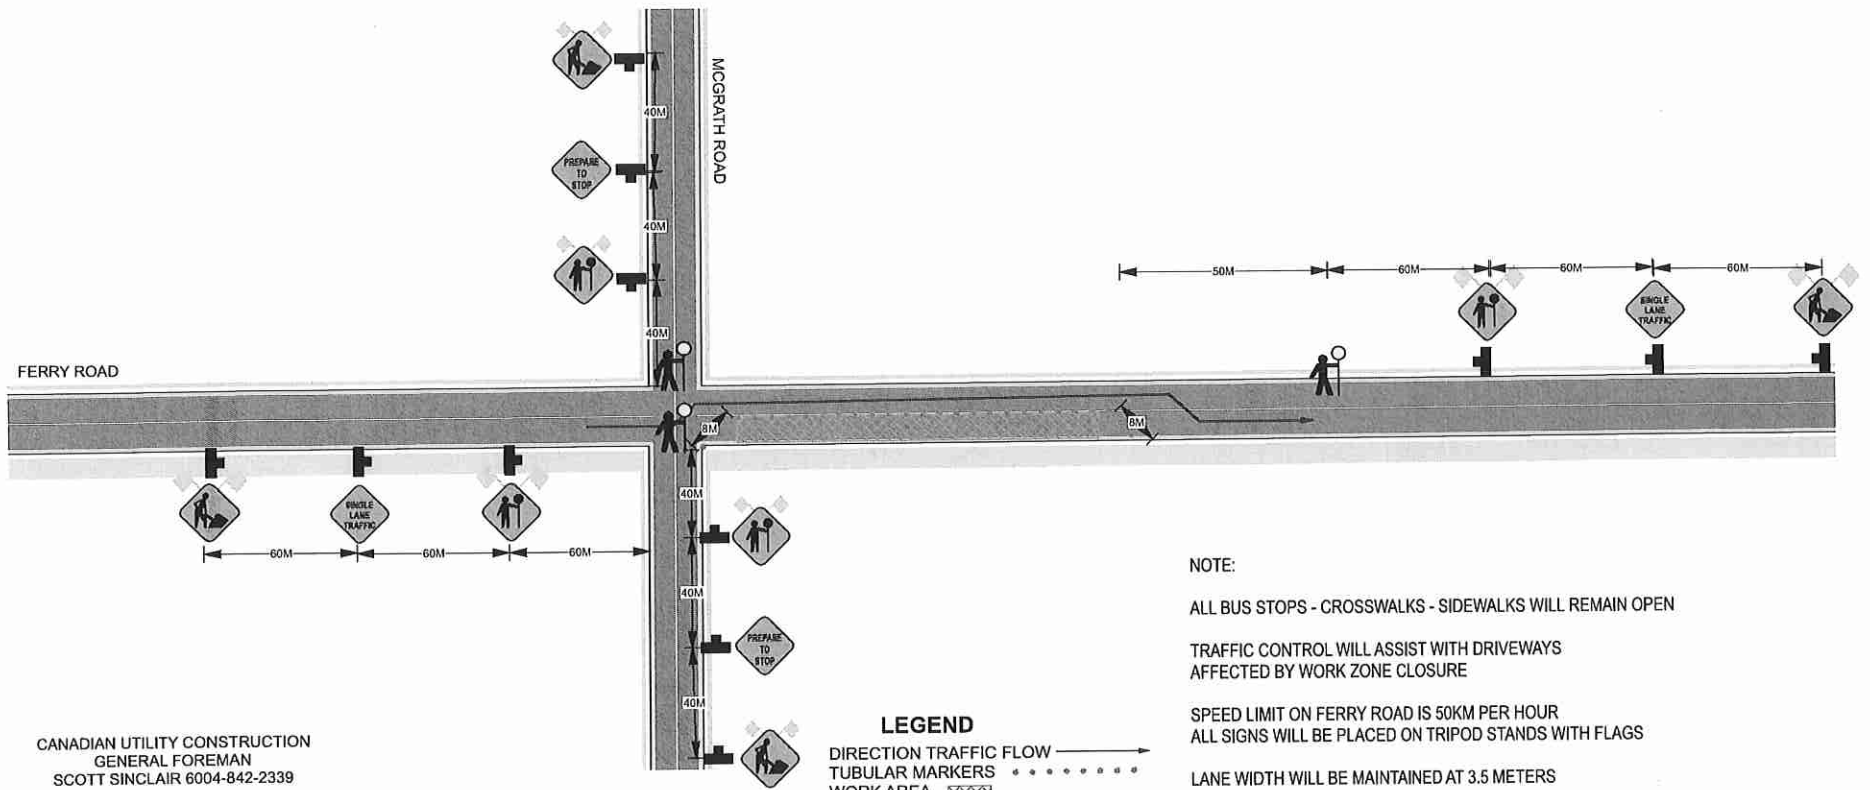 MCGRATH ROAD
40M
PREPARE
TO
STOP
40M
40M
FERRY ROAD
50M
60M
60M
60M
SINGLE
LANE
TRAFFIC
8M
8M
SINGLE
LANE
TRAFFIC
60M
60M
60M
40M
40M
PREPARE
TO
STOP
40M
NOTE:
ALL BUS STOPS - CROSSWALKS - SIDEWALKS WILL REMAIN OPEN
TRAFFIC CONTROL WILL ASSIST WITH DRIVEWAYS
AFFECTED BY WORK ZONE CLOSURE
SPEED LIMIT ON FERRY ROAD IS 50KM PER HOUR
ALL SIGNS WILL BE PLACED ON TRIPOD STANDS WITH FLAGS
LANE WIDTH WILL BE MAINTAINED AT 3.5 METERS
LEGEND
DIRECTION TRAFFIC FLOW
TUBULAR MARKERS
WORK AREA
CANADIAN UTILITY CONSTRUCTION
GENERAL FOREMAN
SCOTT SINCLAIR 6004-842-2339